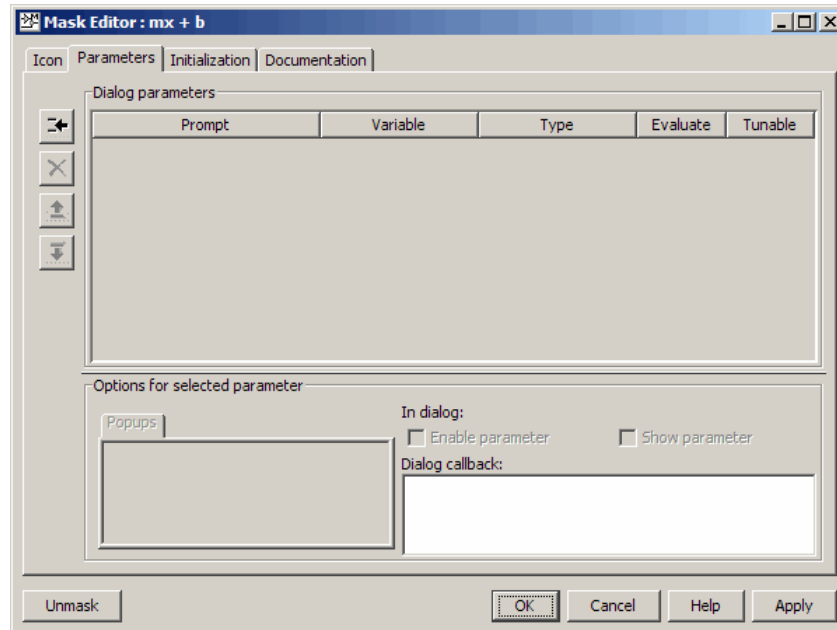 Mask Editor : mx + b
Icon Parameters Initialization Documentation
Dialog parameters
Prompt Variable Type Evaluate Tunable
Options for selected parameter
Popups
In dialog:
Enable parameter Show parameter
Dialog callback:
Unmask OK Cancel Help Apply